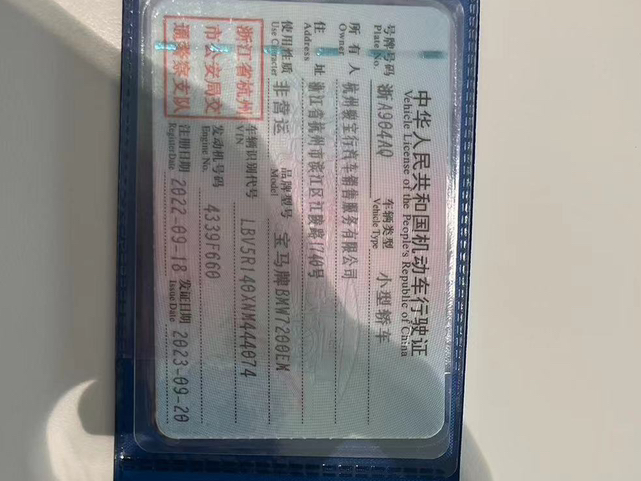 中华人民共和国机动车行驶证
Vehicle License of the People's Republic of China
号牌号码 浙A904AQ 车辆类型 小型轿车
Plate No. Vehicle Type
所有人 杭州骏宝行汽车销售服务有限公司
Owner
住址 浙江省杭州市滨江区江陵路1740号
Address
使用性质 非营运 品牌型号 宝马牌BMW7200EM
Use Character Model
浙江省杭州
市公安局交
通警察支队
车辆识别代号 LBV5R140XNM444074
VIN
发动机号码 4339F660
Engine No.
注册日期 2022-09-18 发证日期 2023-09-20
Register Date Issue Date